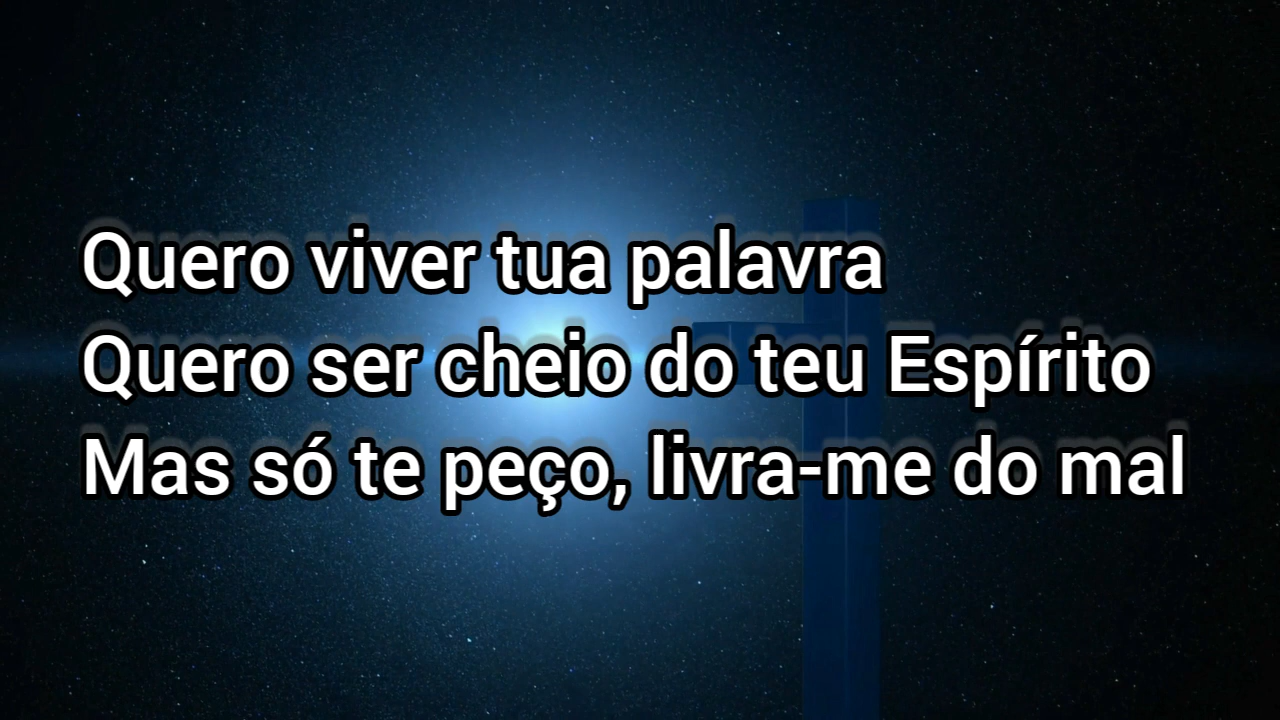 Quero viver tua palavra
Quero ser cheio do teu Espírito
Mas só te peço, livra-me do mal